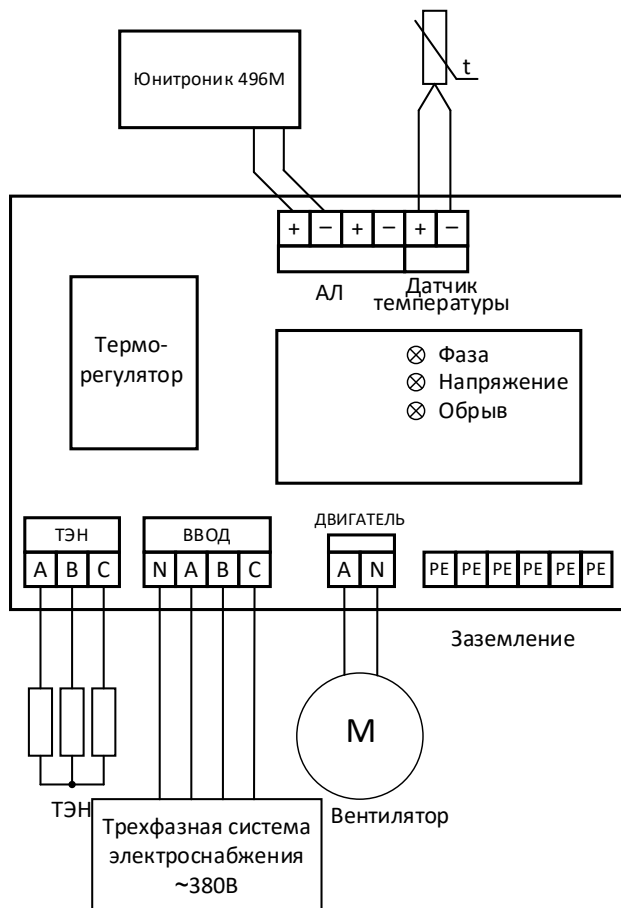 Юнитроник 496М
t
+ − + − + −
АЛ
Датчик
температуры
Термо-
регулятор
Фаза
Напряжение
Обрыв
ТЭН
ВВОД
ДВИГАТЕЛЬ
A B C
N A B C
A N
PE PE PE PE PE PE
Заземление
M
ТЭН
Вентилятор
Трехфазная система
электроснабжения
~380В